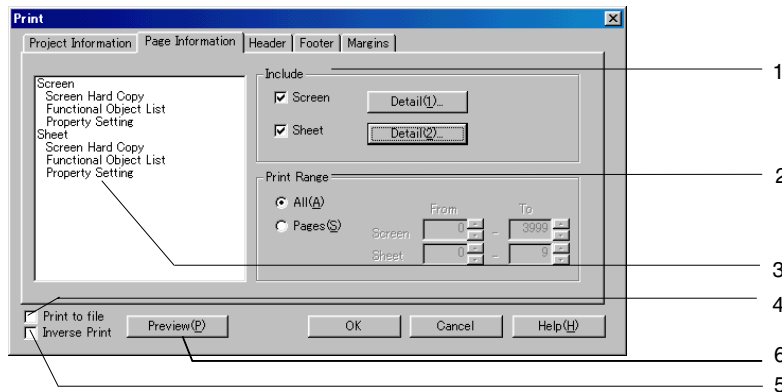 Print
Project Information Page Information Header Footer Margins
Screen
Screen Hard Copy
Functional Object List
Property Setting
Sheet
Screen Hard Copy
Functional Object List
Property Setting
Include
Screen Detail(1)...
Sheet Detail(2)...
Print Range
All(A)
Pages(S)
From To
Screen 0 - 3999
Sheet 0 - 9
Print to file
Inverse Print
Preview(P) OK Cancel Help(H)
1
2
3
4
6
5